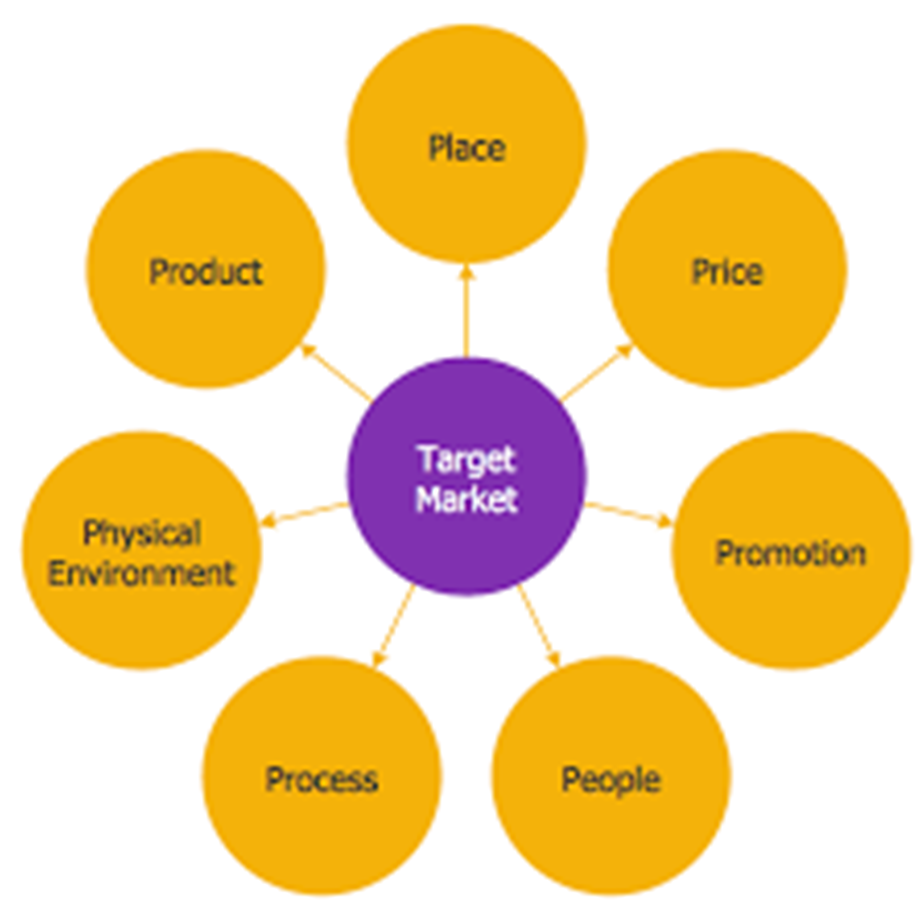 Place
Product
Price
Target
Market
Physical
Environment
Promotion
Process
People